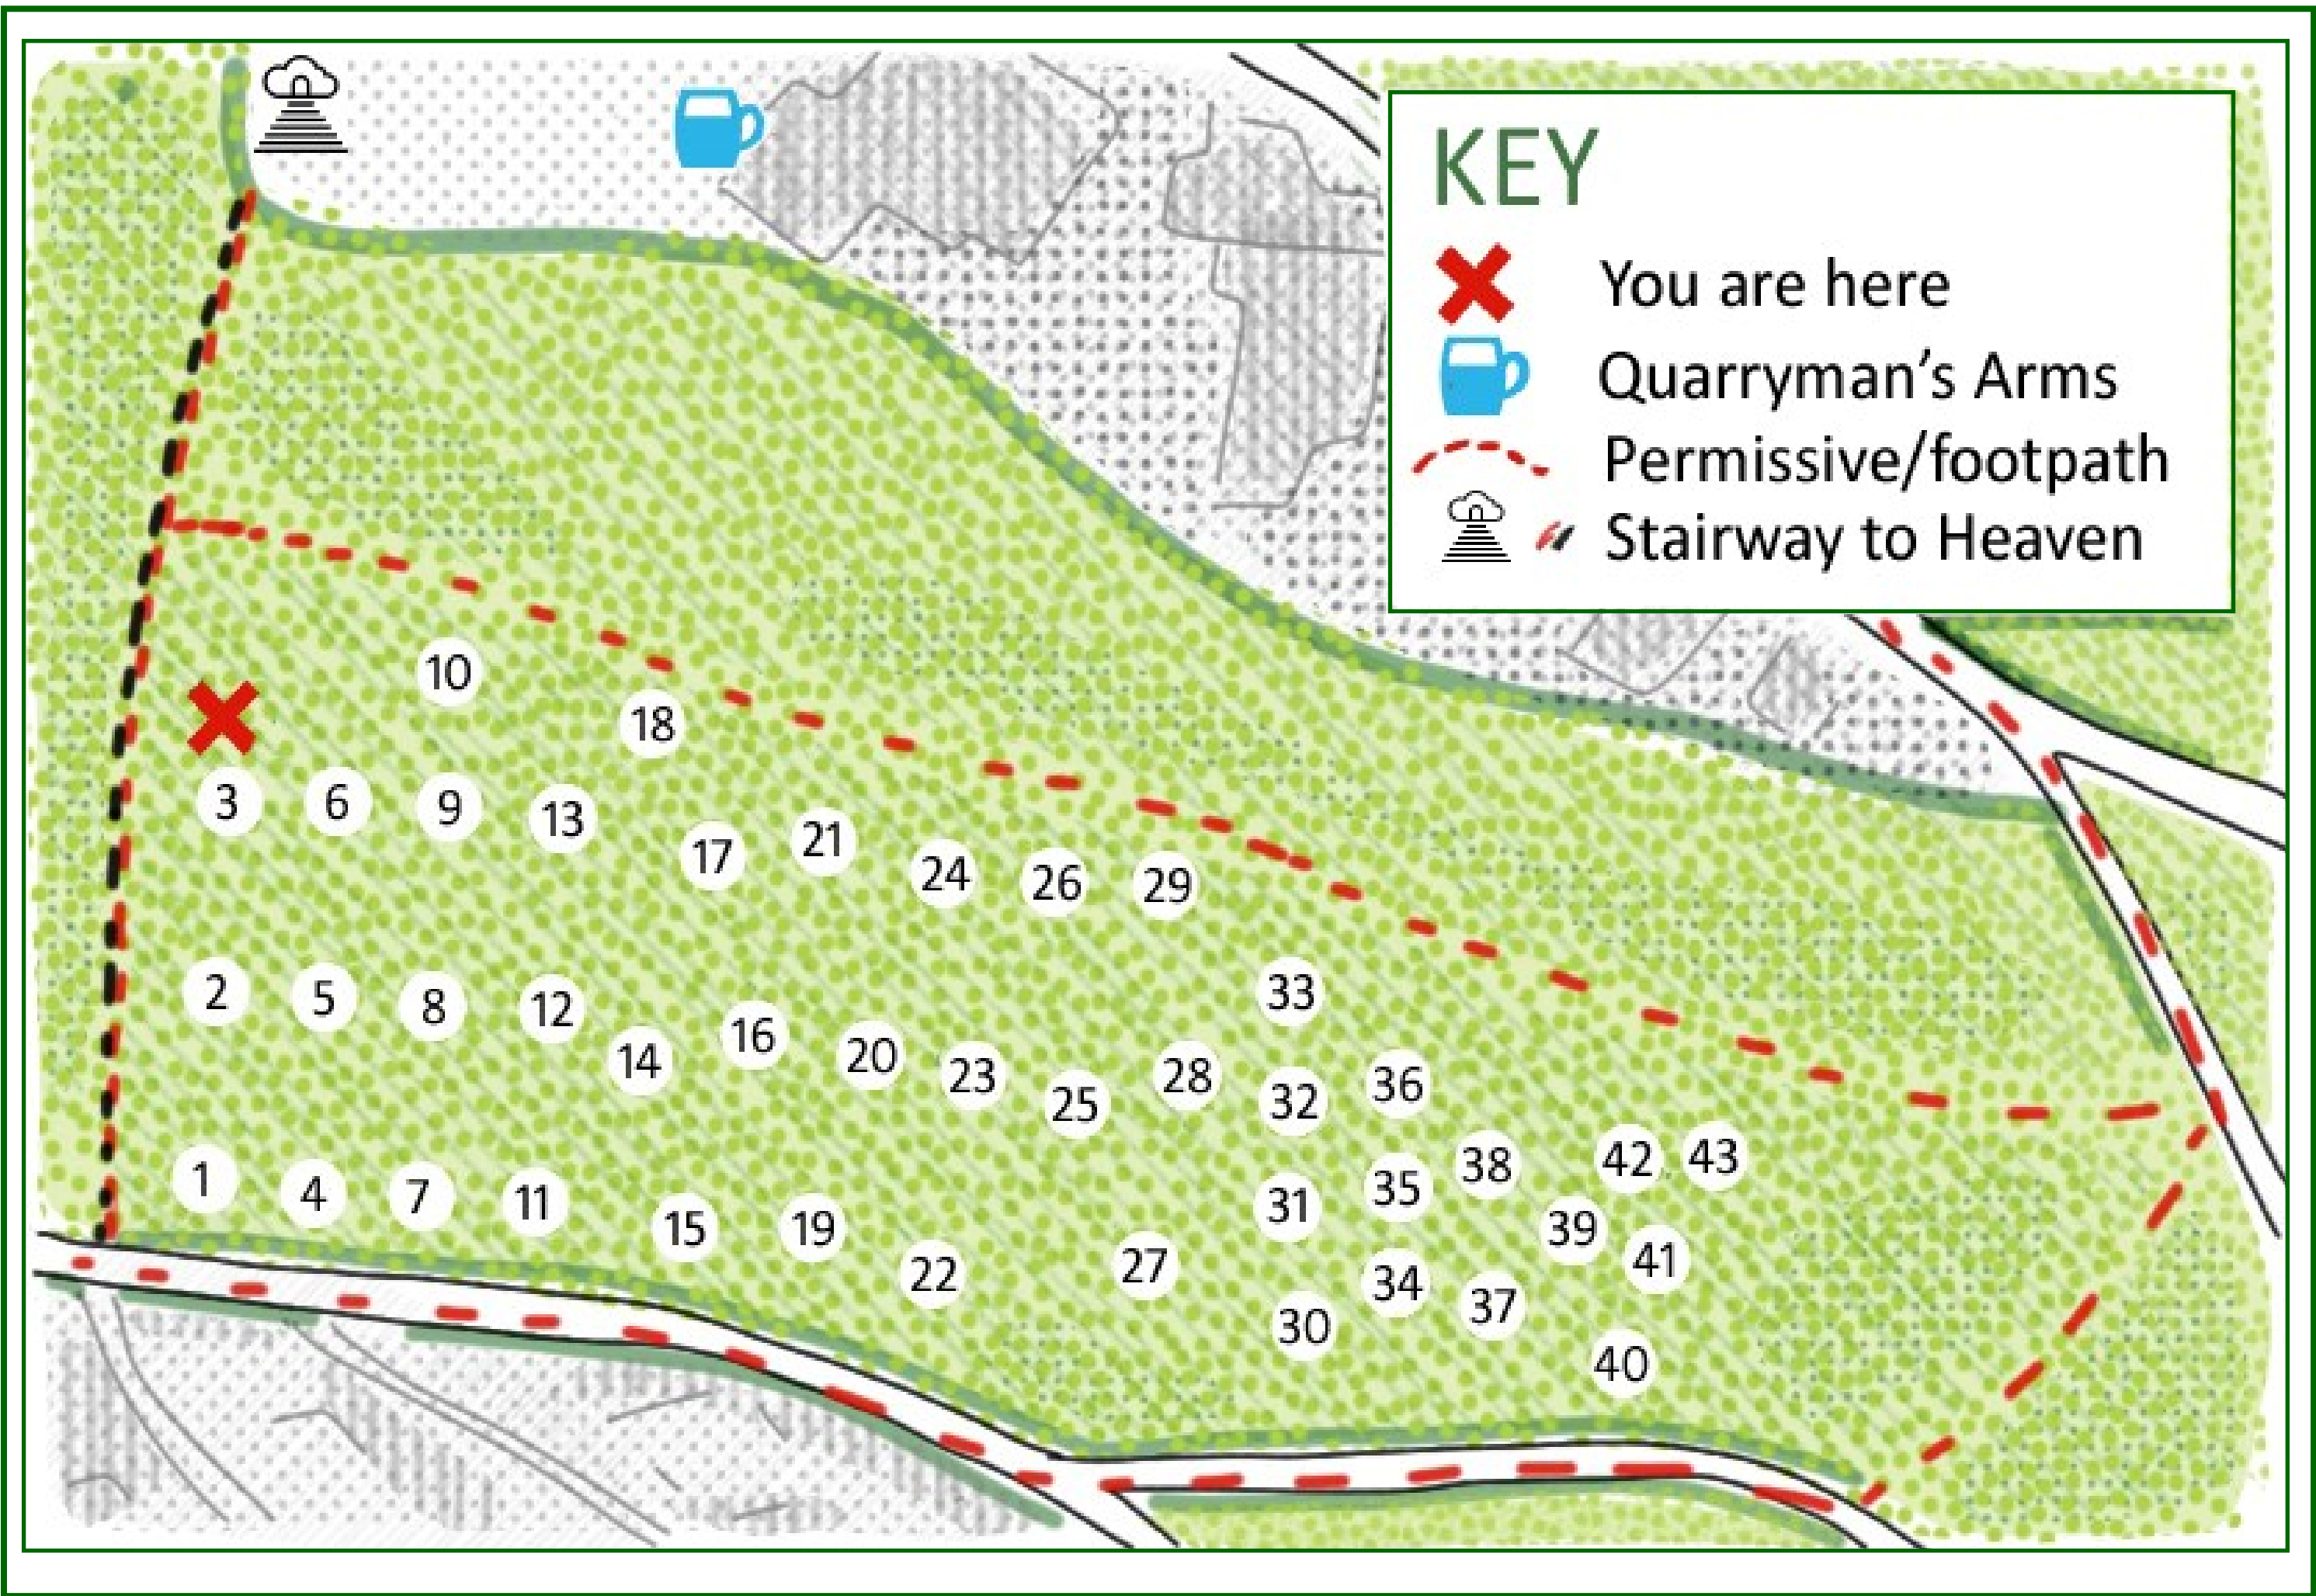 KEY
You are here
Quarryman's Arms
Permissive/footpath
Stairway to Heaven
10
18
3 6 9 13
17 21 24 26 29
33
2 5 8 12
14 16 20 23 25 28 32 36
42 43
38
1 4 7 11
15 19
31 35
39
41
22 27
34
37
30
40